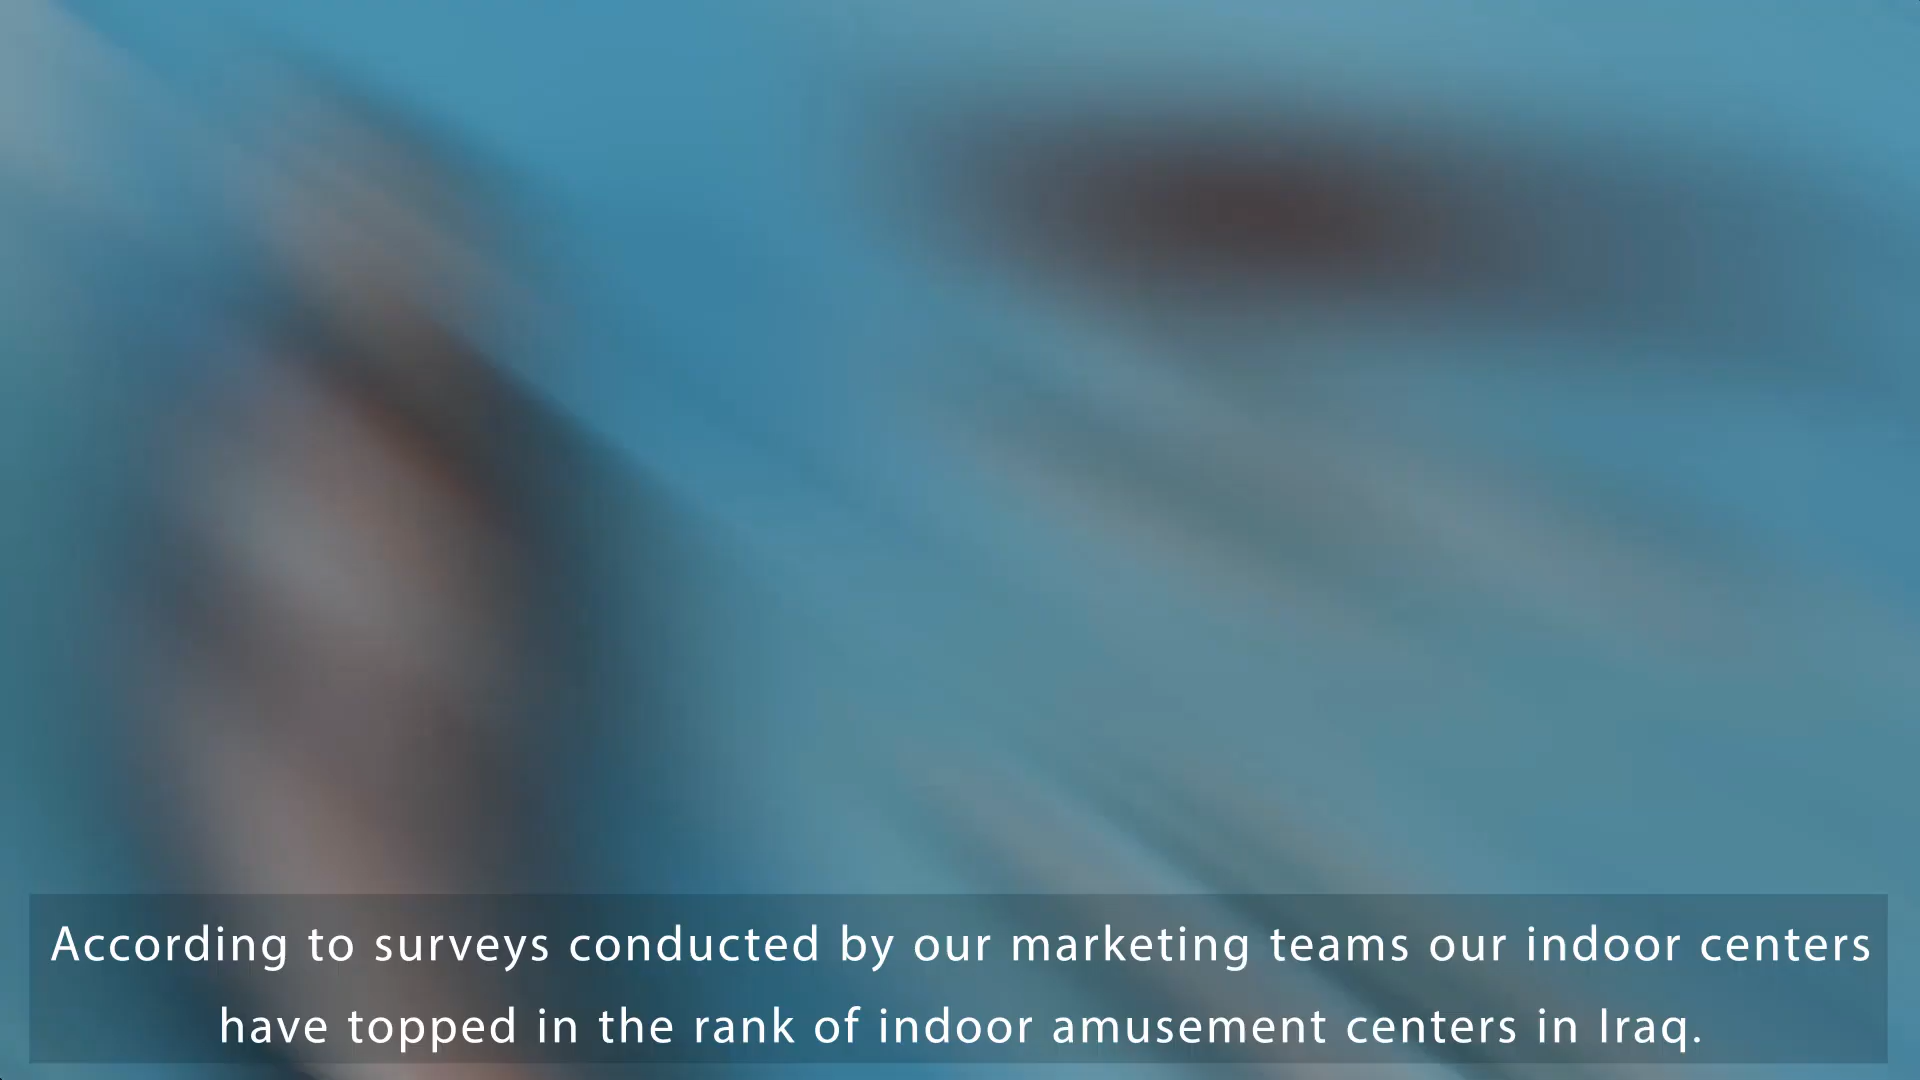 According to surveys conducted by our marketing teams our indoor centers
have topped in the rank of indoor amusement centers in Iraq.